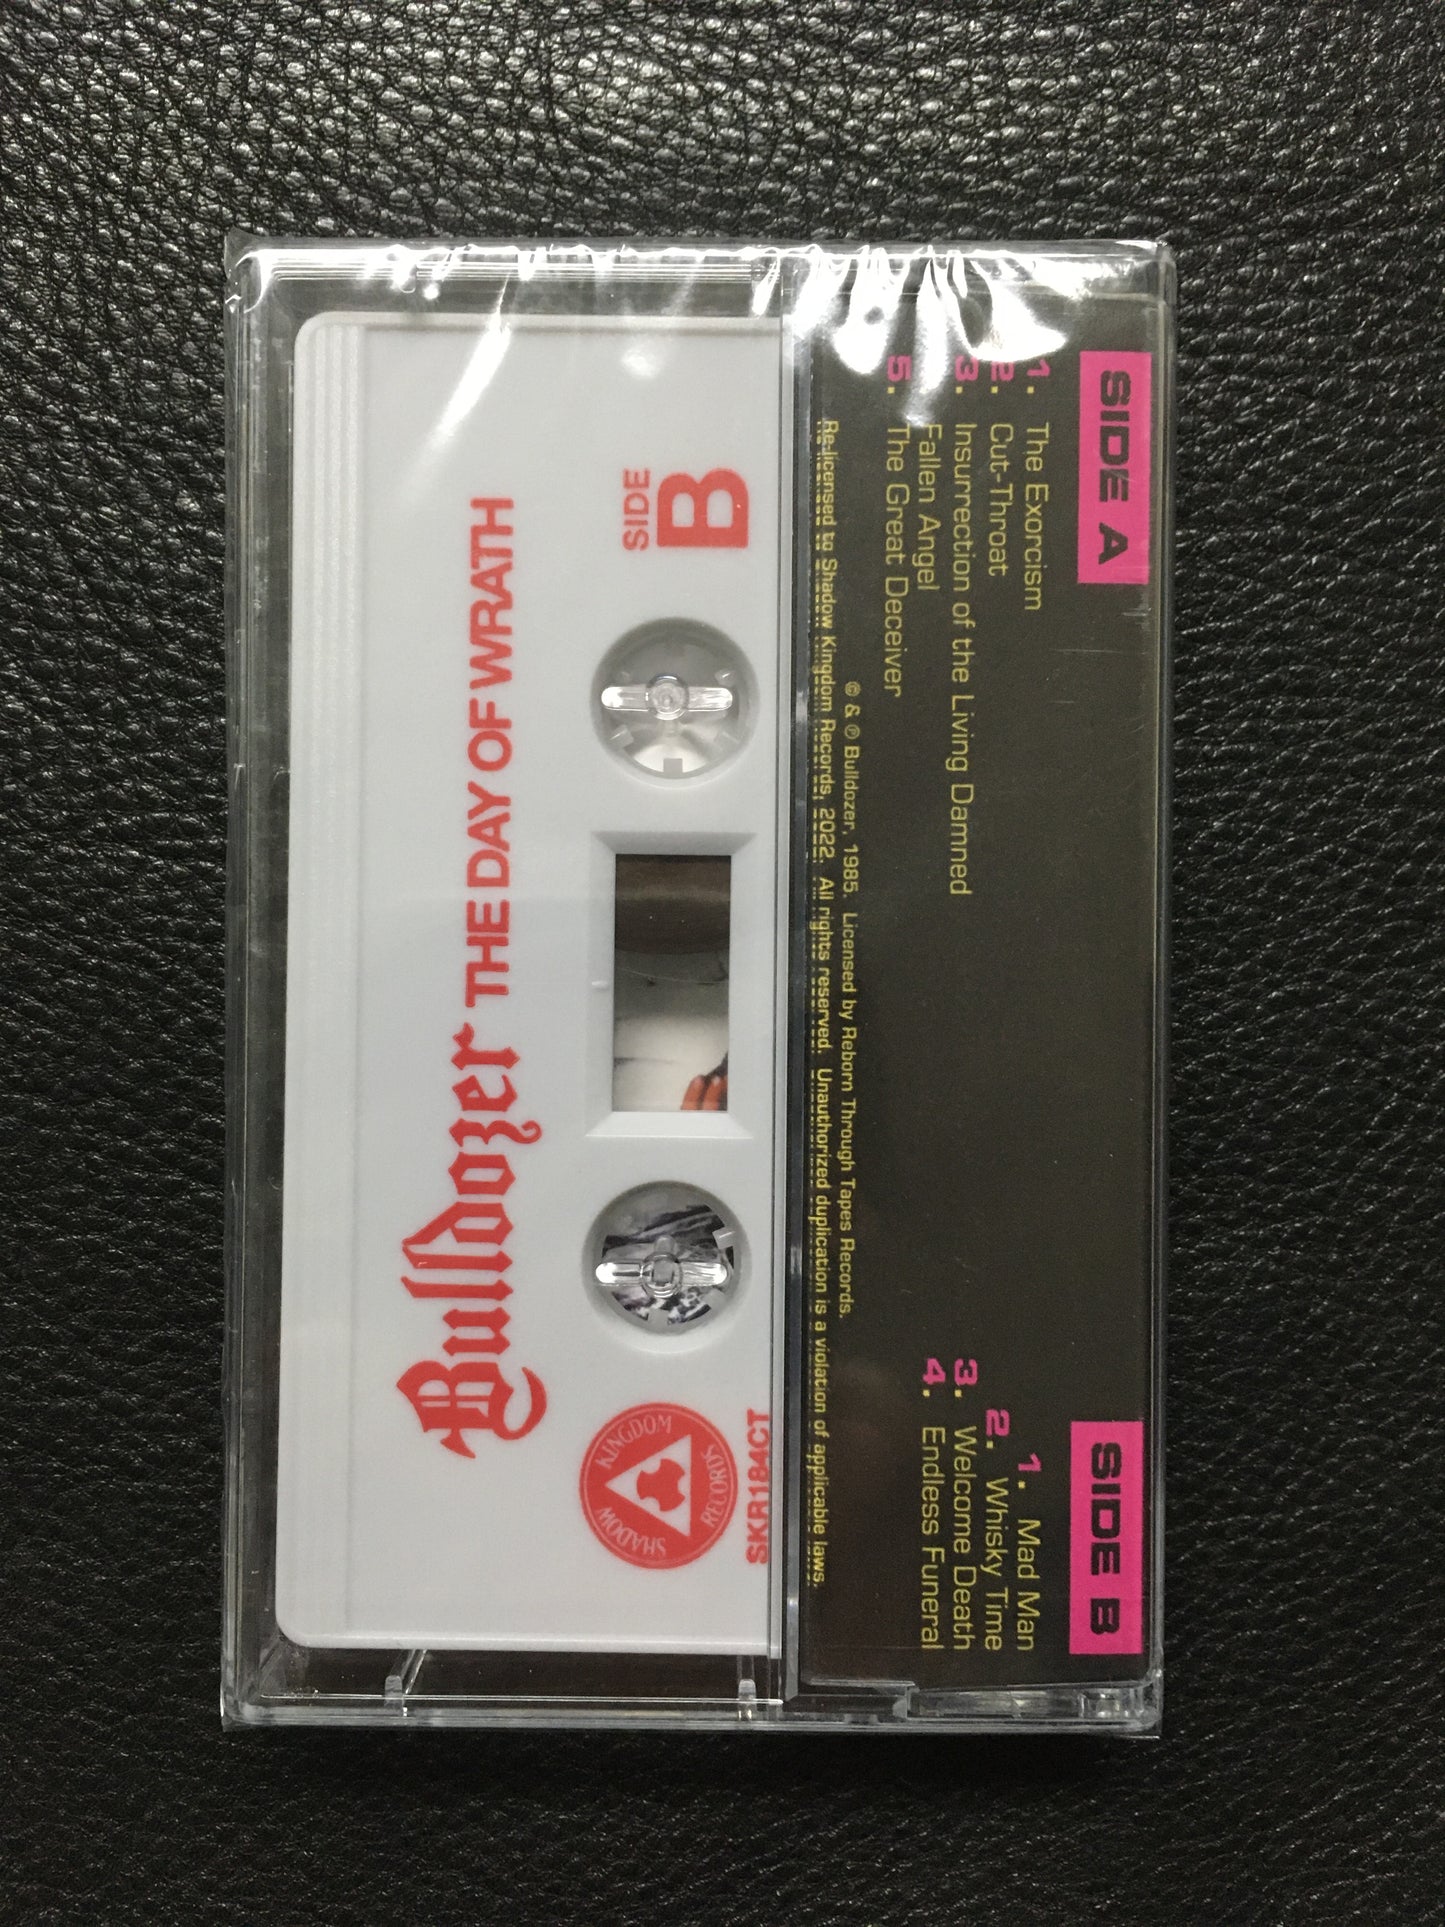 SIDE A
1. The Exorcism
2. Cut-Throat
3. Insurrection of the Living Damned
Fallen Angel
5. The Great Deceiver
SIDE B
1. Mad Man
2. Whisky Time
3. Welcome Death
4. Endless Funeral
© & ℗ Bulldozer, 1985. Licensed by Reborn Through Tapes Records.
Re-licensed to Shadow Kingdom Records, 2022. All rights reserved. Unauthorized duplication is a violation of applicable laws.
Bulldozer THE DAY OF WRATH
SIDE
B
SHADOW KINGDOM RECORDS
SKR184CT